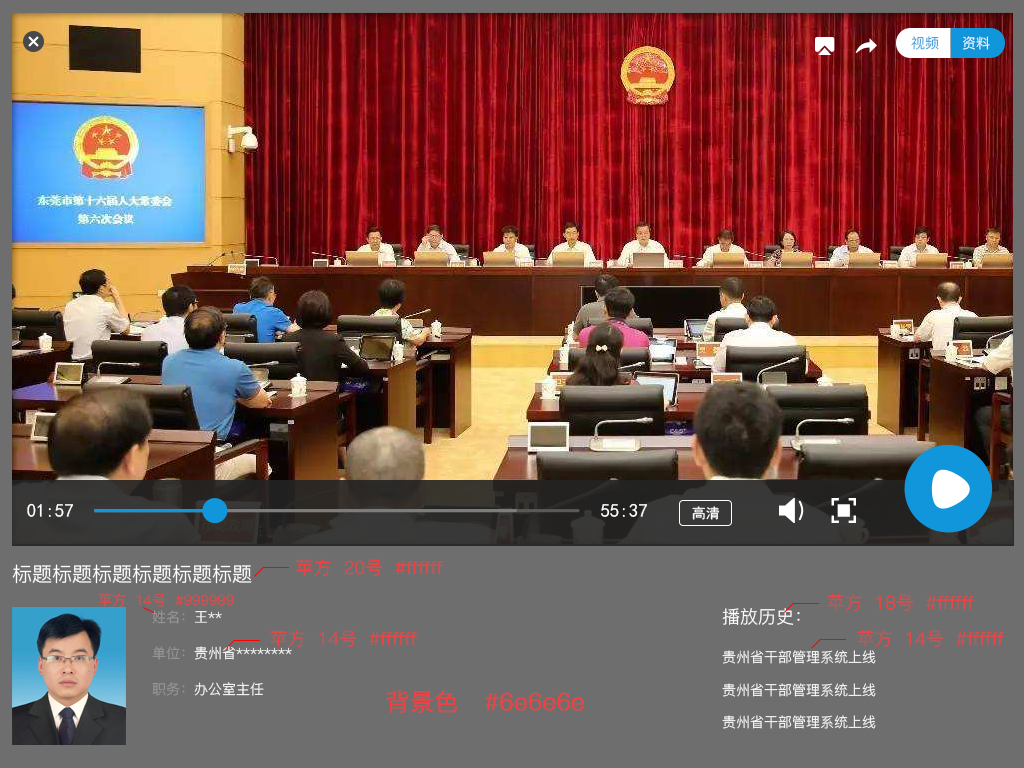 视频 资料
东莞市第十六届人大常委会
第六次会议
01:57 55:37 高清
标题标题标题标题标题标题 苹方 20号 #ffffff
苹方 14号 #999999
姓名: 王**
苹方 14号 #ffffff
单位: 贵州省********
职务: 办公室主任
背景色 #6e6e6e
苹方 18号 #ffffff
播放历史:
苹方 14号 #ffffff
贵州省干部管理系统上线
贵州省干部管理系统上线
贵州省干部管理系统上线